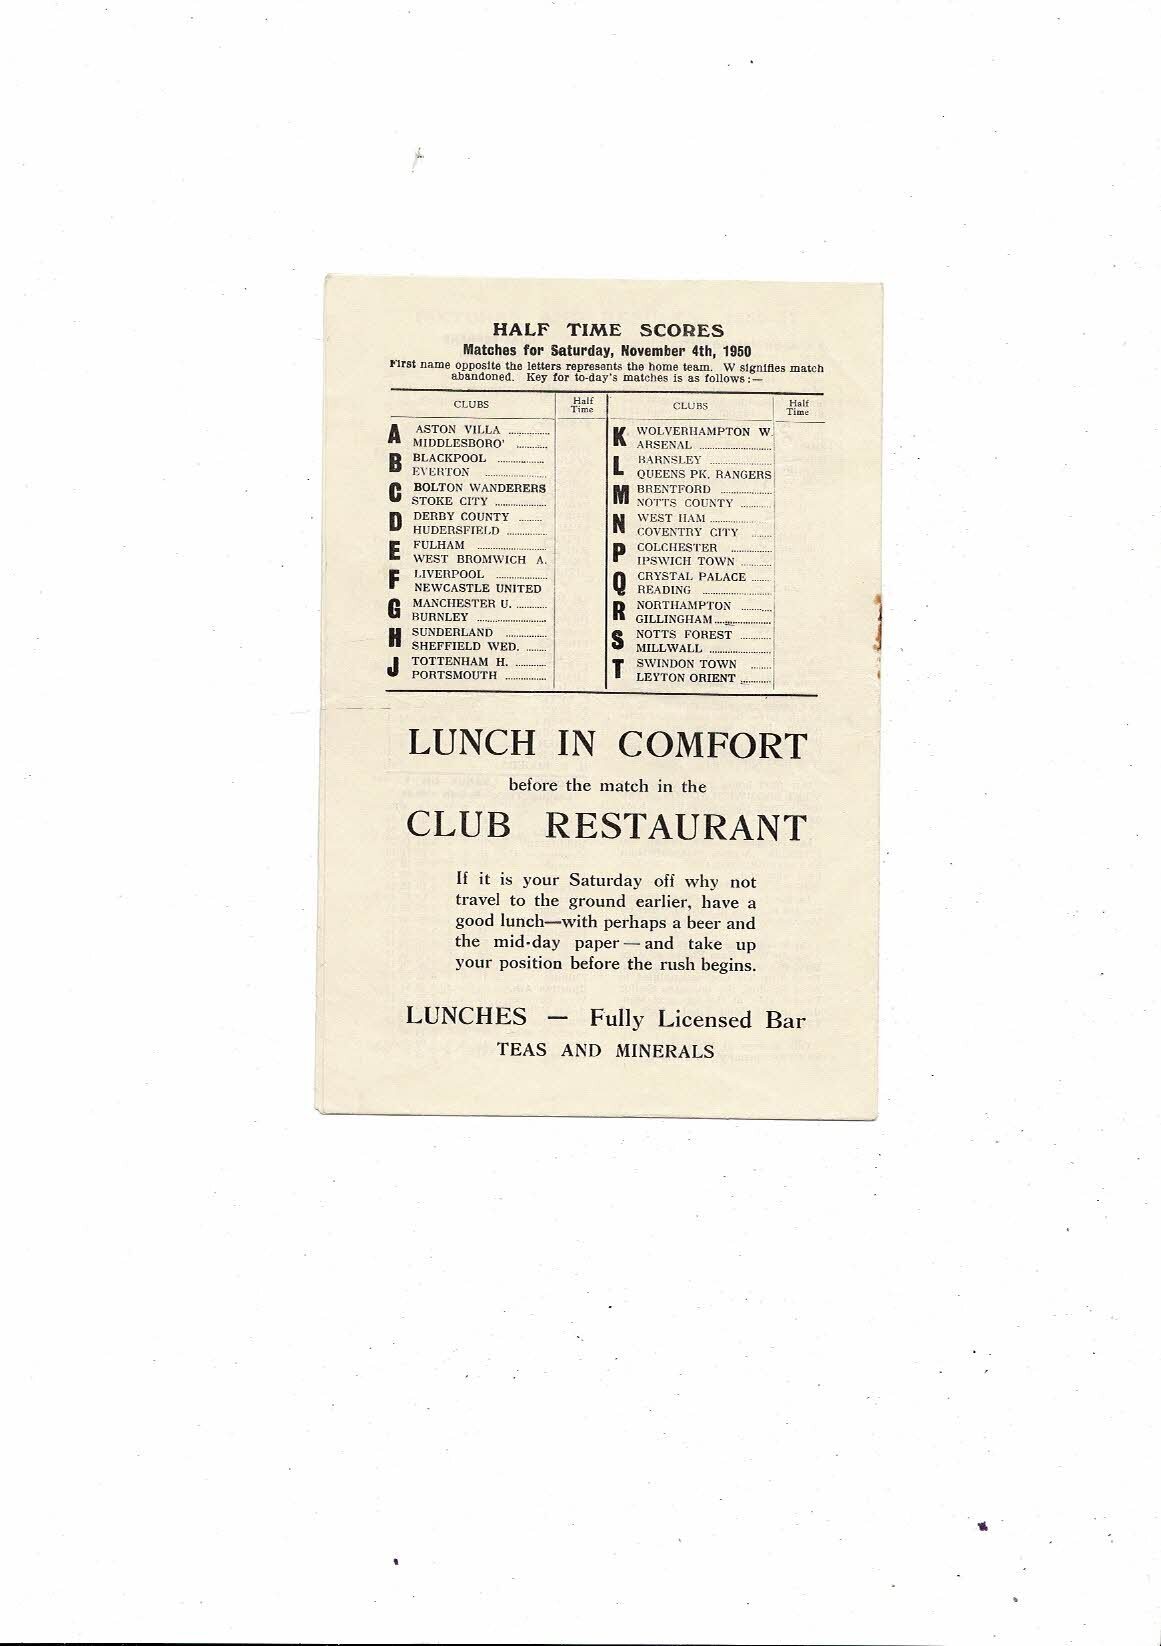 HALF TIME SCORES
Matches for Saturday, November 4th, 1950
First name opposite the letters represents the home team. W signifies match
abandoned. Key for to-day's matches is as follows:—
CLUBS Half Time
A ASTON VILLA ..............
MIDDLESBORO' ..........
B BLACKPOOL ...............
EVERTON ....................
C BOLTON WANDERERS
STOKE CITY .................
D DERBY COUNTY ........
HUDERSFIELD .............
E FULHAM ......................
WEST BROMWICH A.
F LIVERPOOL .................
NEWCASTLE UNITED
G MANCHESTER U. ..........
BURNLEY .......................
H SUNDERLAND .............
SHEFFIELD WED. .......
J TOTTENHAM H. ..........
PORTSMOUTH .............
CLUBS Half Time
K WOLVERHAMPTON W.
ARSENAL ........................
L BARNSLEY ....................
QUEENS PK. RANGERS
M BRENTFORD .................
NOTTS COUNTY ..........
N WEST HAM ....................
COVENTRY CITY .......
P COLCHESTER .............
IPSWICH TOWN ..........
Q CRYSTAL PALACE ......
READING .......................
R NORTHAMPTON ..........
GILLINGHAM ..................
S NOTTS FOREST ..........
MILLWALL ....................
T SWINDON TOWN .......
LEYTON ORIENT ..........
LUNCH IN COMFORT
before the match in the
CLUB RESTAURANT
If it is your Saturday off why not
travel to the ground earlier, have a
good lunch—with perhaps a beer and
the mid-day paper — and take up
your position before the rush begins.
LUNCHES — Fully Licensed Bar
TEAS AND MINERALS